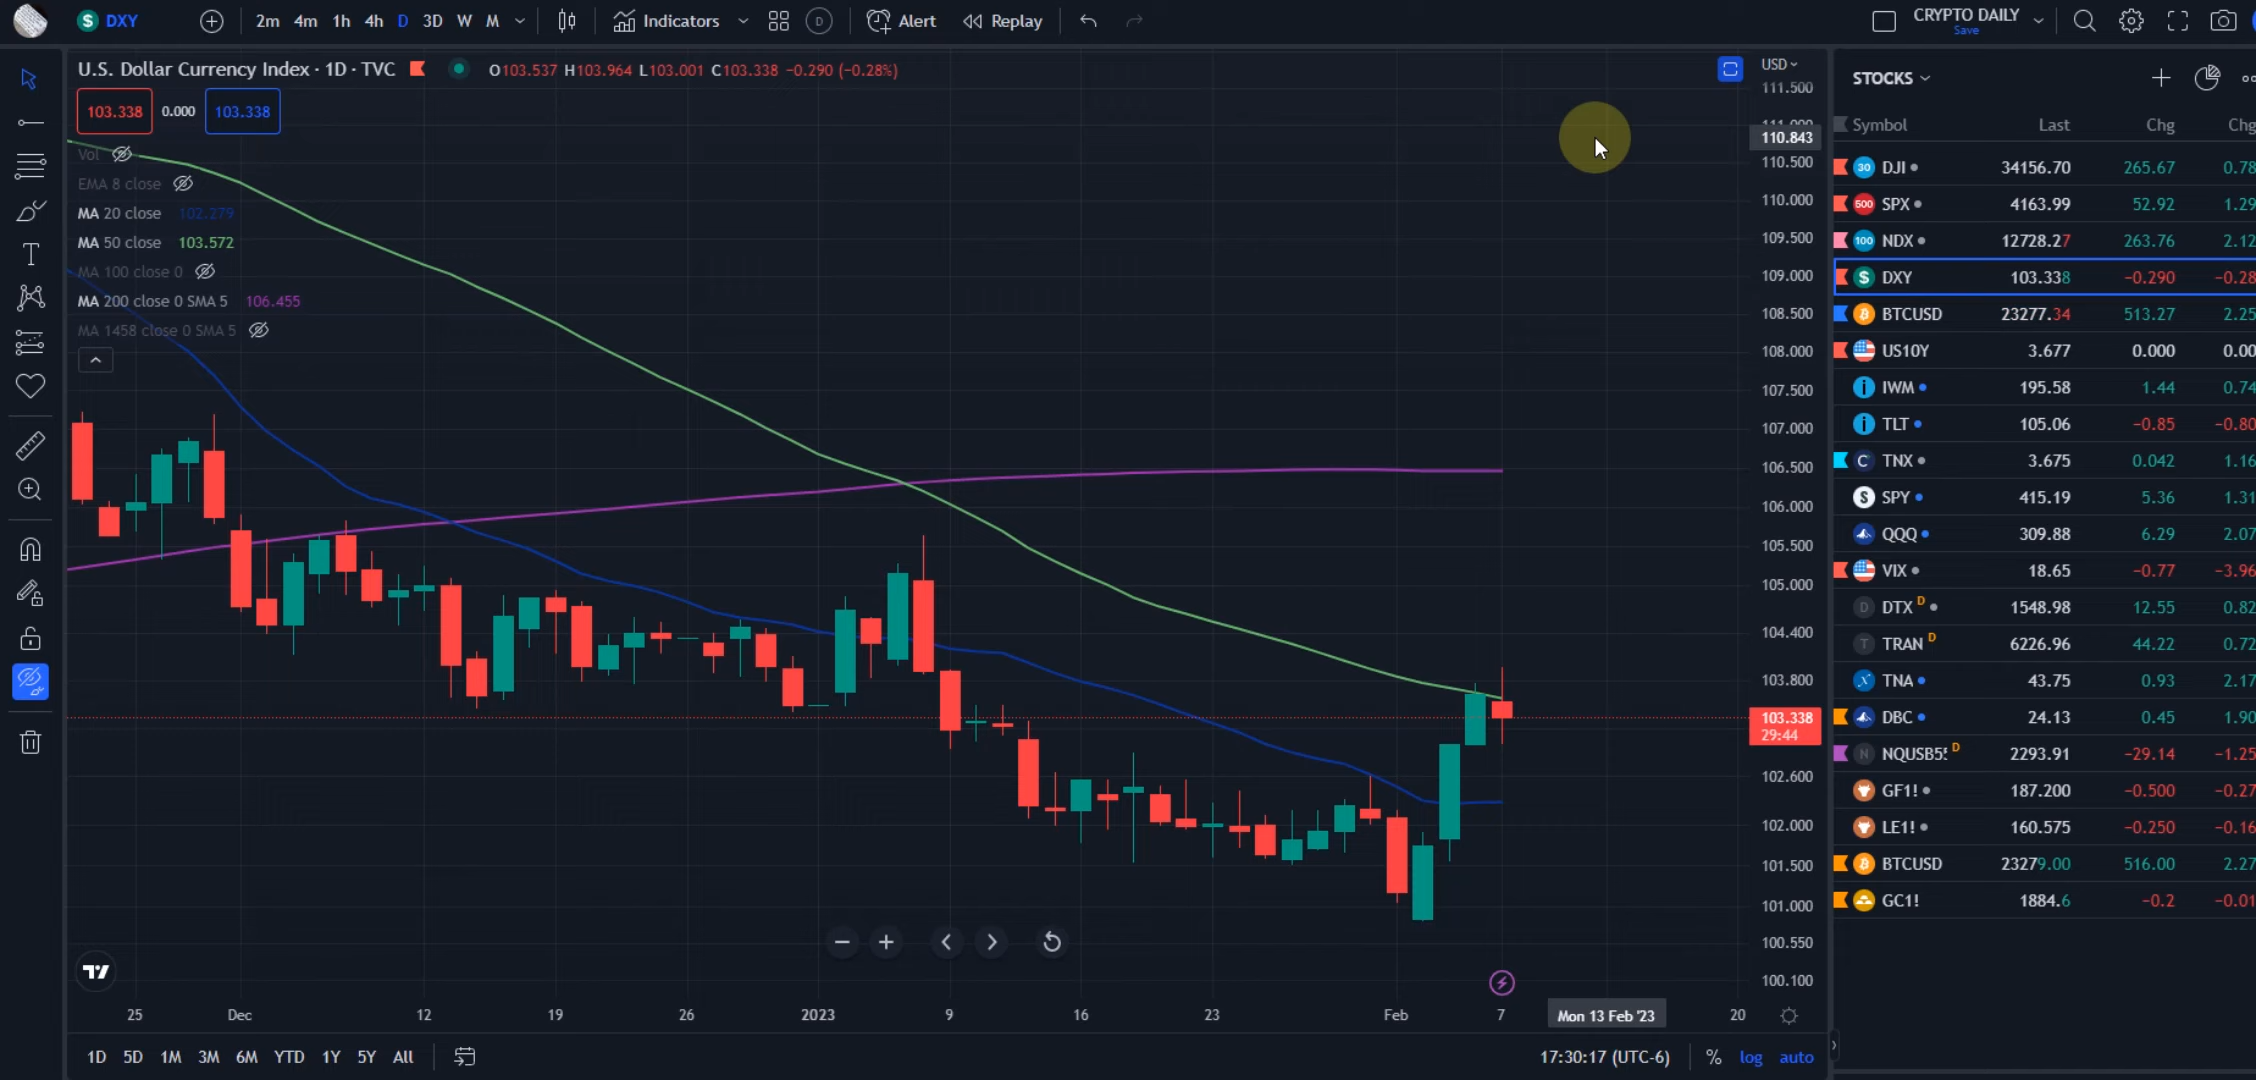 DXY 2m 4m 1h 4h D 3D W M Indicators D Alert Replay CRYPTO DAILY
Save
U.S. Dollar Currency Index · 1D · TVC O103.537 H103.964 L103.001 C103.338 −0.290 (−0.28%)
103.338 0.000 103.338
Vol
EMA 8 close
MA 20 close 102.279
MA 50 close 103.572
MA 100 close 0
MA 200 close 0 SMA 5 106.455
MA 1458 close 0 SMA 5
USD
111.500
110.843
110.500
110.000
109.500
109.000
108.500
108.000
107.500
107.000
106.500
106.000
105.500
105.000
104.400
103.800
103.338
29:44
102.600
102.000
101.500
101.000
100.550
100.100
25 Dec 12 19 26 2023 9 16 23 Feb 7 Mon 13 Feb '23 20
1D 5D 1M 3M 6M YTD 1Y 5Y All 17:30:17 (UTC-6) % log auto
STOCKS
Symbol Last Chg Chg
30 DJI 34156.70 265.67 0.78
500 SPX 4163.99 52.92 1.29
100 NDX 12728.27 263.76 2.12
$ DXY 103.338 −0.290 −0.28
BTCUSD 23277.34 513.27 2.25
US10Y 3.677 0.000 0.00
IWM 195.58 1.44 0.74
TLT 105.06 −0.85 −0.80
C TNX 3.675 0.042 1.16
S SPY 415.19 5.36 1.31
QQQ 309.88 6.29 2.07
VIX 18.65 −0.77 −3.96
D DTX D 1548.98 12.55 0.82
T TRAN D 6226.96 44.22 0.72
TNA 43.75 0.93 2.17
DBC 24.13 0.45 1.90
N NQUSB5 D 2293.91 −29.14 −1.25
GF1! 187.200 −0.500 −0.27
LE1! 160.575 −0.250 −0.16
BTCUSD 23279.00 516.00 2.27
GC1! 1884.6 −0.2 −0.01